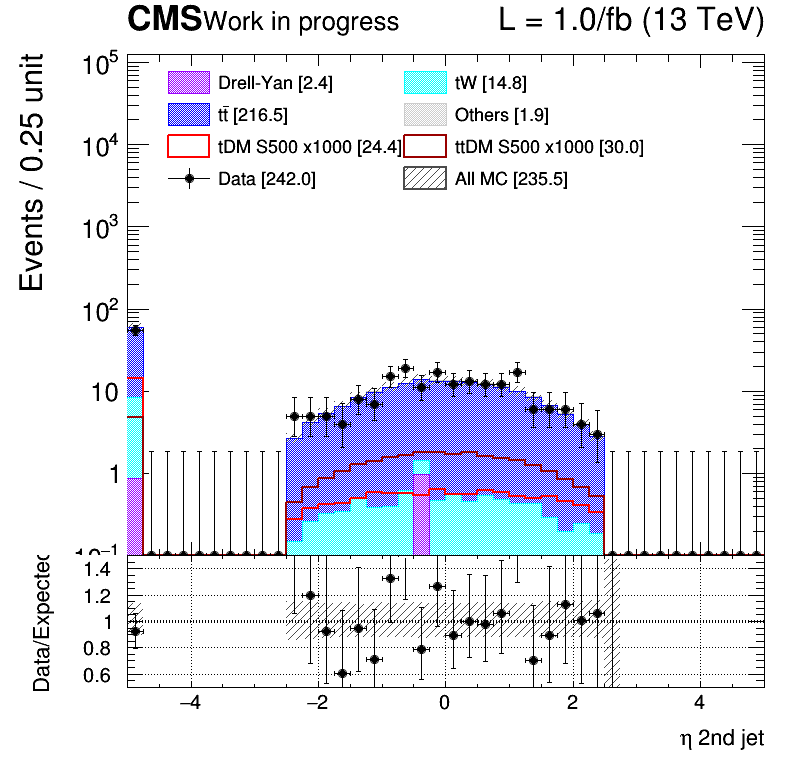 CMS Work in progress L = 1.0/fb (13 TeV)
Events / 0.25 unit
10⁵
10⁴
10³
10²
10
1
10⁻¹
Drell-Yan [2.4] tW [14.8]
tt̄ [216.5] Others [1.9]
tDM S500 x1000 [24.4] ttDM S500 x1000 [30.0]
Data [242.0] All MC [235.5]
Data/Expected
1.4
1.2
1
0.8
0.6
−4 −2 0 2 4
η 2nd jet